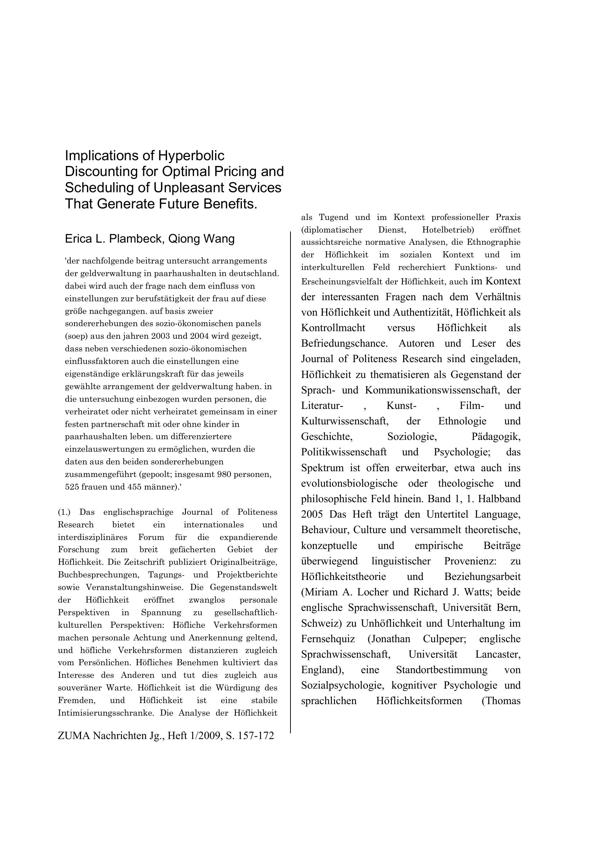 Implications of Hyperbolic
Discounting for Optimal Pricing and
Scheduling of Unpleasant Services
That Generate Future Benefits.
Erica L. Plambeck, Qiong Wang
'der nachfolgende beitrag untersucht arrangements
der geldverwaltung in paarhaushalten in deutschland.
dabei wird auch der frage nach dem einfluss von
einstellungen zur berufstätigkeit der frau auf diese
größe nachgegangen. auf basis zweier
sondererhebungen des sozio-ökonomischen panels
(soep) aus den jahren 2003 und 2004 wird gezeigt,
dass neben verschiedenen sozio-ökonomischen
einflussfaktoren auch die einstellungen eine
eigenständige erklärungskraft für das jeweils
gewählte arrangement der geldverwaltung haben. in
die untersuchung einbezogen wurden personen, die
verheiratet oder nicht verheiratet gemeinsam in einer
festen partnerschaft mit oder ohne kinder in
paarhaushalten leben. um differenziertere
einzelauswertungen zu ermöglichen, wurden die
daten aus den beiden sondererhebungen
zusammengeführt (gepoolt; insgesamt 980 personen,
525 frauen und 455 männer).'
(1.) Das englischsprachige Journal of Politeness
Research bietet ein internationales und
interdisziplinäres Forum für die expandierende
Forschung zum breit gefächerten Gebiet der
Höflichkeit. Die Zeitschrift publiziert Originalbeiträge,
Buchbesprechungen, Tagungs- und Projektberichte
sowie Veranstaltungshinweise. Die Gegenstandswelt
der Höflichkeit eröffnet zwanglos personale
Perspektiven in Spannung zu gesellschaftlich-
kulturellen Perspektiven: Höfliche Verkehrsformen
machen personale Achtung und Anerkennung geltend,
und höfliche Verkehrsformen distanzieren zugleich
vom Persönlichen. Höfliches Benehmen kultiviert das
Interesse des Anderen und tut dies zugleich aus
souveräner Warte. Höflichkeit ist die Würdigung des
Fremden, und Höflichkeit ist eine stabile
Intimisierungsschranke. Die Analyse der Höflichkeit
ZUMA Nachrichten Jg., Heft 1/2009, S. 157-172
als Tugend und im Kontext professioneller Praxis
(diplomatischer Dienst, Hotelbetrieb) eröffnet
aussichtsreiche normative Analysen, die Ethnographie
der Höflichkeit im sozialen Kontext und im
interkulturellen Feld recherchiert Funktions- und
Erscheinungsvielfalt der Höflichkeit, auch im Kontext
der interessanten Fragen nach dem Verhältnis
von Höflichkeit und Authentizität, Höflichkeit als
Kontrollmacht versus Höflichkeit als
Befriedungschance. Autoren und Leser des
Journal of Politeness Research sind eingeladen,
Höflichkeit zu thematisieren als Gegenstand der
Sprach- und Kommunikationswissenschaft, der
Literatur- , Kunst- , Film- und
Kulturwissenschaft, der Ethnologie und
Geschichte, Soziologie, Pädagogik,
Politikwissenschaft und Psychologie; das
Spektrum ist offen erweiterbar, etwa auch ins
evolutionsbiologische oder theologische und
philosophische Feld hinein. Band 1, 1. Halbband
2005 Das Heft trägt den Untertitel Language,
Behaviour, Culture und versammelt theoretische,
konzeptuelle und empirische Beiträge
überwiegend linguistischer Provenienz: zu
Höflichkeitstheorie und Beziehungsarbeit
(Miriam A. Locher und Richard J. Watts; beide
englische Sprachwissenschaft, Universität Bern,
Schweiz) zu Unhöflichkeit und Unterhaltung im
Fernsehquiz (Jonathan Culpeper; englische
Sprachwissenschaft, Universität Lancaster,
England), eine Standortbestimmung von
Sozialpsychologie, kognitiver Psychologie und
sprachlichen Höflichkeitsformen (Thomas